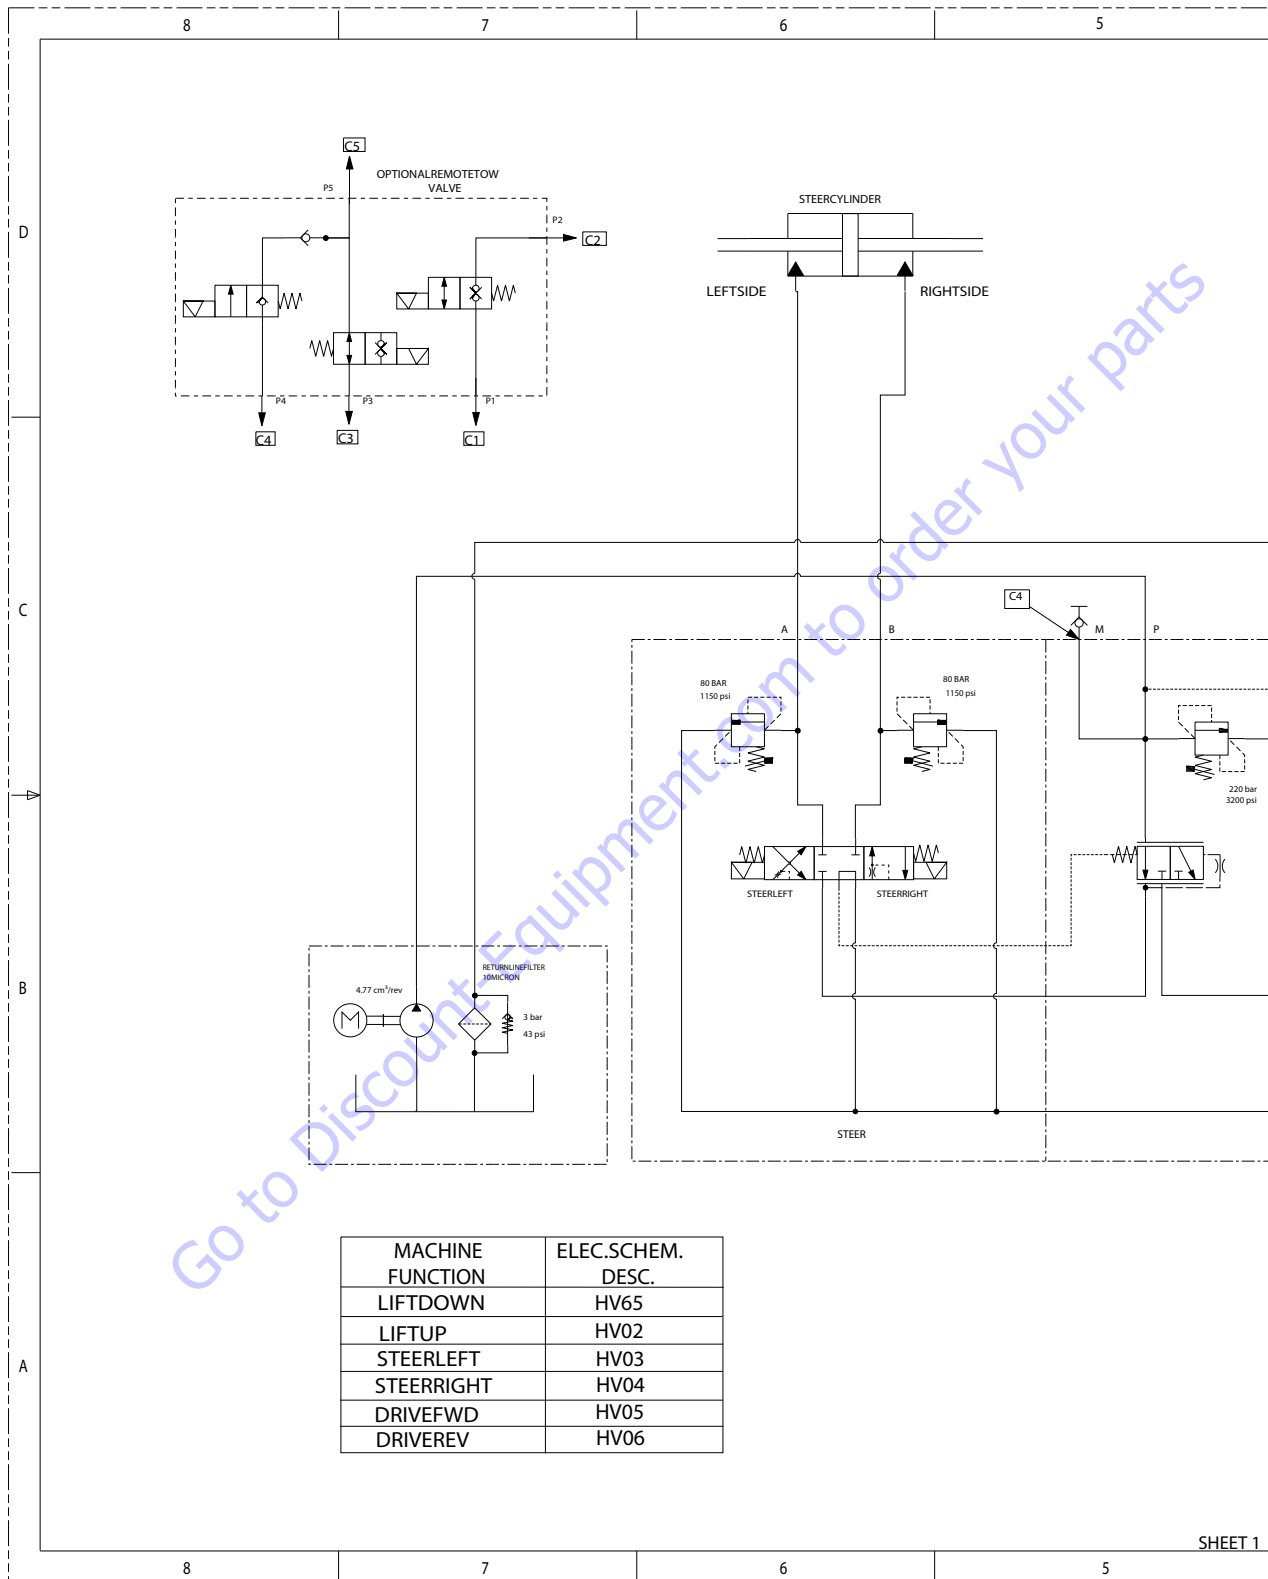 8 7 6 5
D
C
B
A
C5
OPTIONALREMOTETOW
VALVE
P5
P2
C2
P4
P3
P1
C4
C3
C1
STEERCYLINDER
LEFTSIDE
RIGHTSIDE
C4
A
B
M
P
80 BAR
1150 psi
80 BAR
1150 psi
220 bar
3200 psi
STEERLEFT
STEERRIGHT
RETURNLINEFILTER
10MICRON
4.77 cm³/rev
M
3 bar
43 psi
STEER
MACHINE FUNCTION ELEC.SCHEM. DESC.
LIFTDOWN HV65
LIFTUP HV02
STEERLEFT HV03
STEERRIGHT HV04
DRIVEFWD HV05
DRIVEREV HV06
SHEET 1
8 7 6 5
Go to Discount-Equipment.com to order your parts